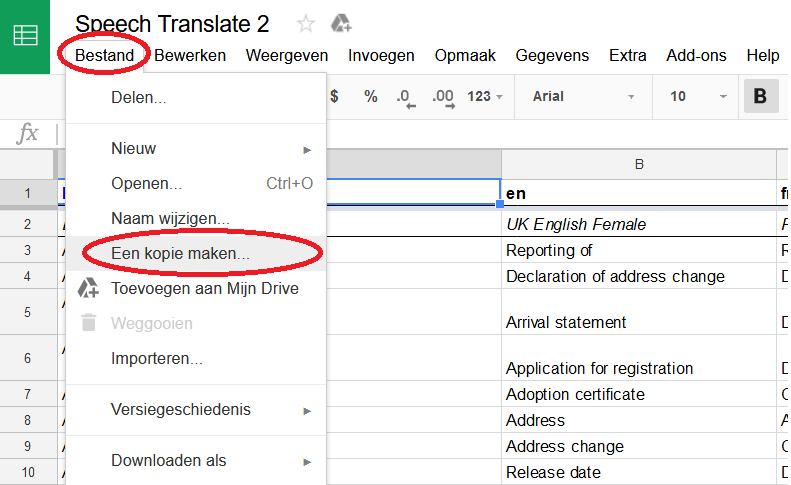 Speech Translate 2
Bestand Bewerken Weergeven Invoegen Opmaak Gegevens Extra Add-ons Help
$ % .0 .00 123 Arial 10 B
fx
Delen...
Nieuw
Openen... Ctrl+O
Naam wijzigen...
Een kopie maken...
Toevoegen aan Mijn Drive
Weggooien
Importeren...
Versiegeschiedenis
Downloaden als
B
1 en
2 UK English Female
3 Reporting of
4 Declaration of address change
5 Arrival statement
6 Application for registration
7 Adoption certificate
8 Address
9 Address change
10 Release date